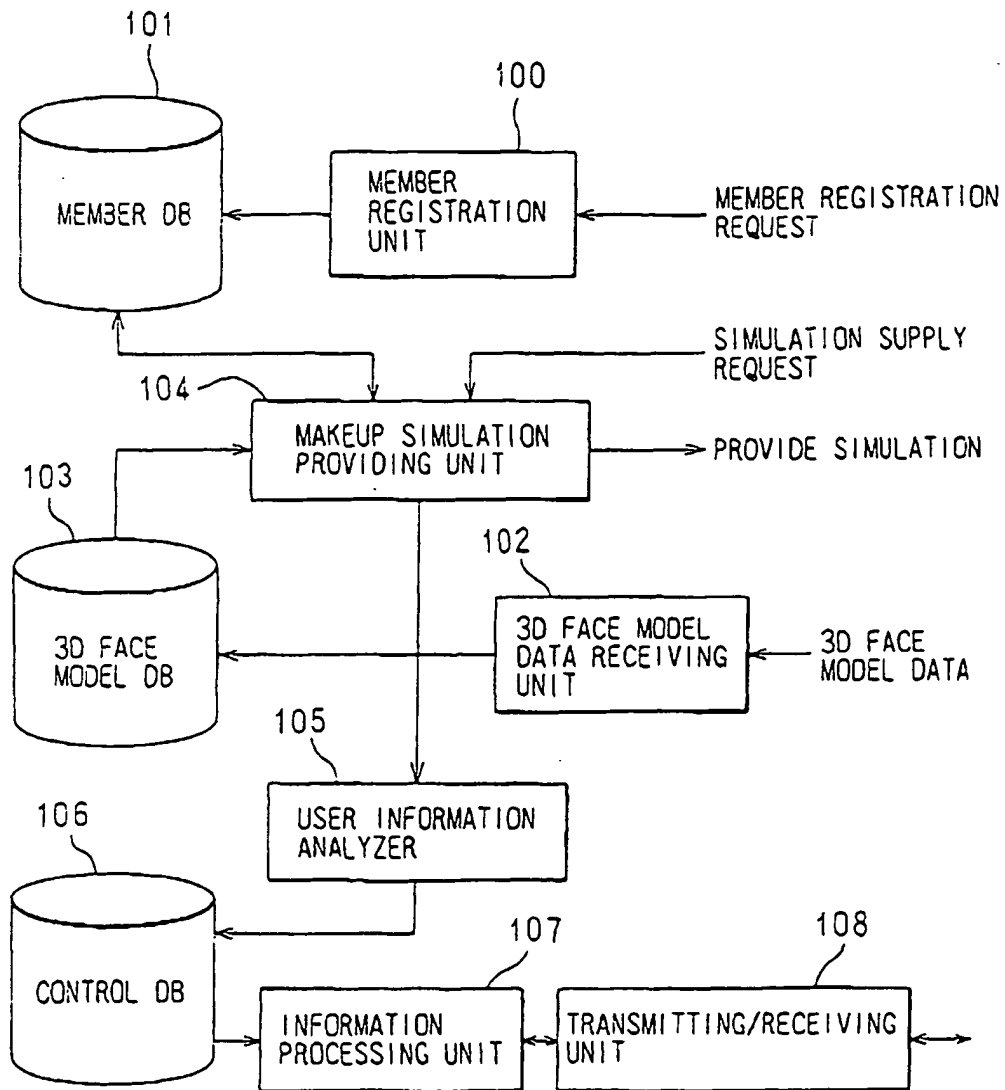 101
100
MEMBER DB
MEMBER
REGISTRATION
UNIT
MEMBER REGISTRATION
REQUEST
SIMULATION SUPPLY
REQUEST
104
MAKEUP SIMULATION
PROVIDING UNIT
PROVIDE SIMULATION
103
102
3D FACE
MODEL DB
3D FACE MODEL
DATA RECEIVING
UNIT
3D FACE
MODEL DATA
105
USER INFORMATION
ANALYZER
106
107
108
CONTROL DB
INFORMATION
PROCESSING UNIT
TRANSMITTING/RECEIVING
UNIT